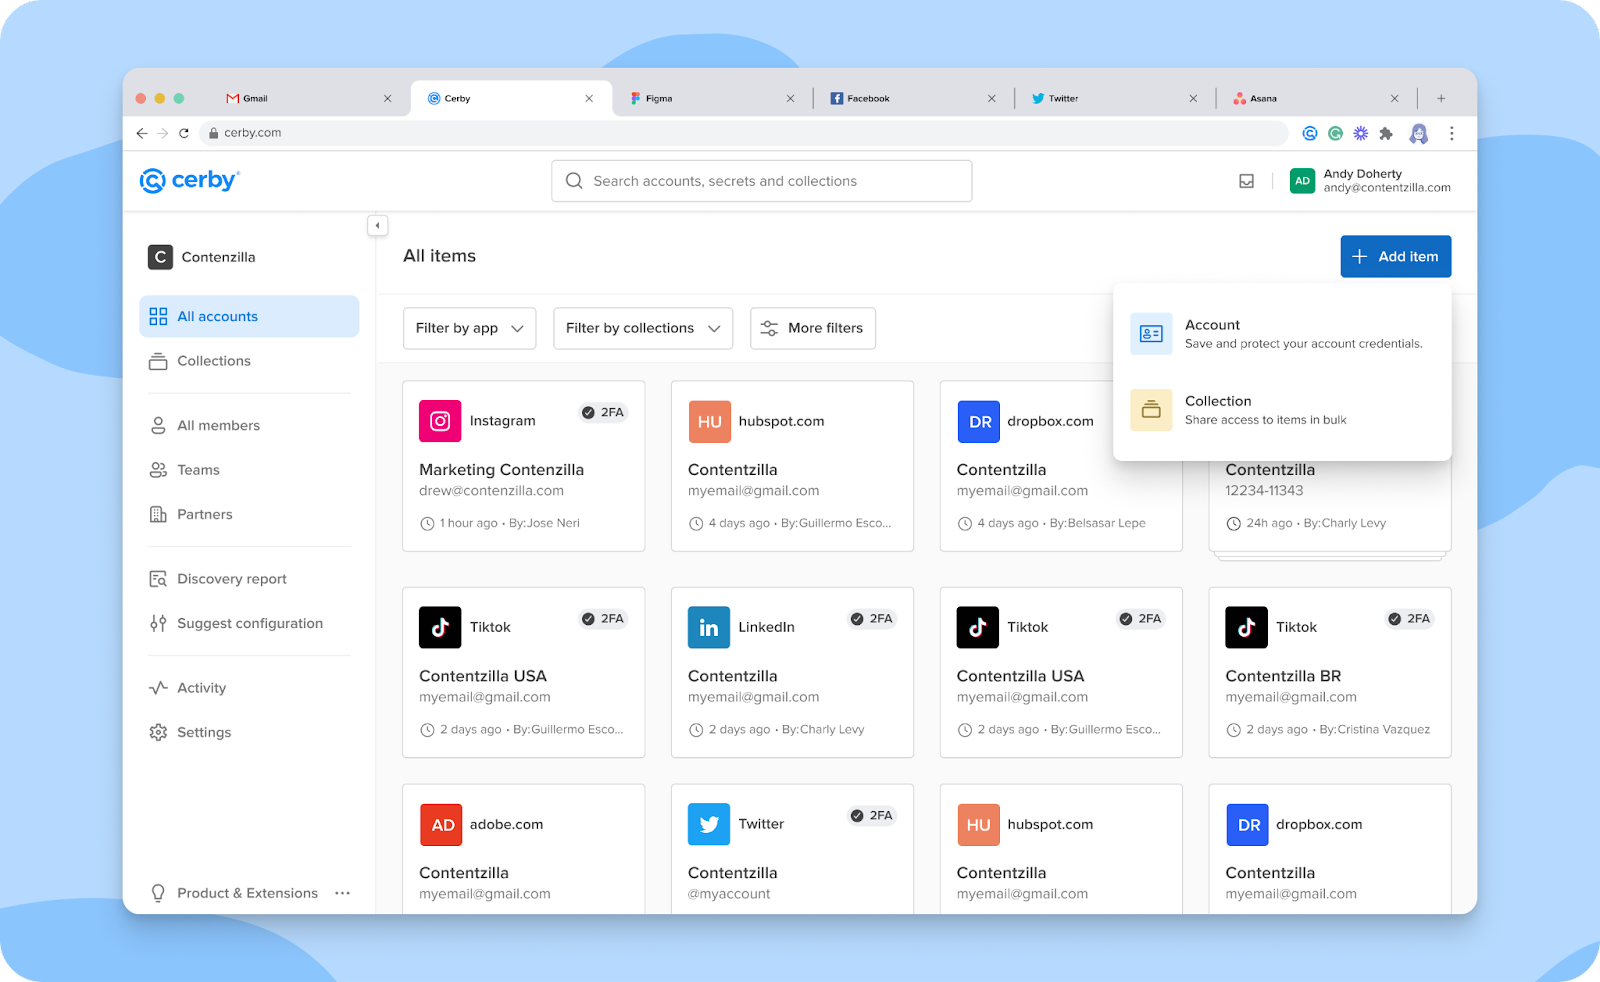 Gmail
Cerby
Figma
Facebook
Twitter
Asana
cerby.com
cerby
Search accounts, secrets and collections
AD
Andy Doherty
andy@contentzilla.com
C
Contenzilla
All items
Add item
All accounts
Collections
All members
Teams
Partners
Discovery report
Suggest configuration
Activity
Settings
Product & Extensions
Filter by app
Filter by collections
More filters
Account
Save and protect your account credentials.
Collection
Share access to items in bulk
Instagram
2FA
Marketing Contenzilla
drew@contenzilla.com
1 hour ago • By:Jose Neri
HU
hubspot.com
Contentzilla
myemail@gmail.com
4 days ago • By:Guillermo Esco...
DR
dropbox.com
Contentzilla
myemail@gmail.com
4 days ago • By:Belsasar Lepe
Contentzilla
12234-11343
24h ago • By:Charly Levy
Tiktok
2FA
Contentzilla USA
myemail@gmail.com
2 days ago • By:Guillermo Esco...
in
LinkedIn
2FA
Contentzilla
myemail@gmail.com
2 days ago • By:Charly Levy
Tiktok
2FA
Contentzilla USA
myemail@gmail.com
2 days ago • By:Guillermo Esco...
Tiktok
2FA
Contentzilla BR
myemail@gmail.com
2 days ago • By:Cristina Vazquez
AD
adobe.com
Contentzilla
myemail@gmail.com
Twitter
2FA
Contentzilla
@myaccount
HU
hubspot.com
Contentzilla
myemail@gmail.com
DR
dropbox.com
Contentzilla
myemail@gmail.com